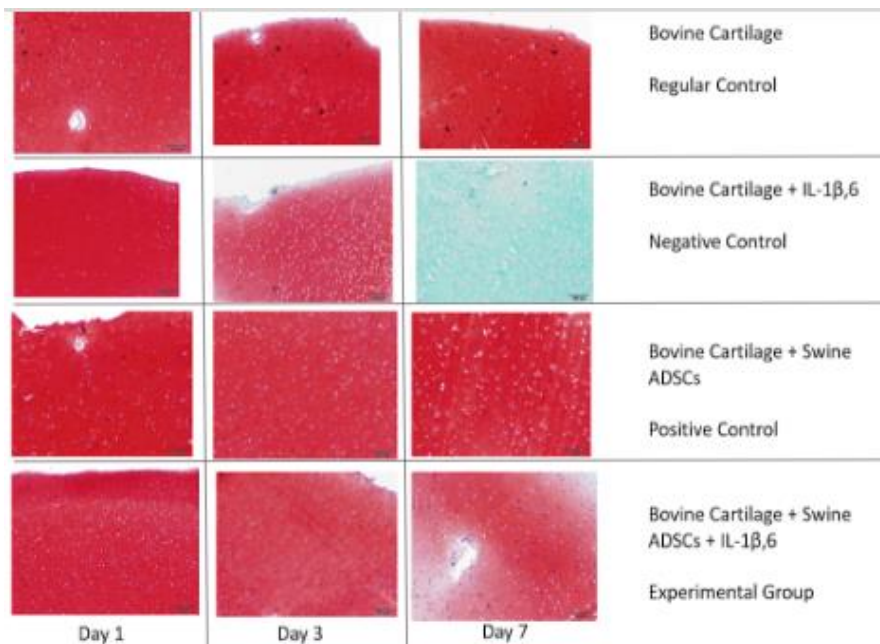 Bovine Cartilage
Regular Control
Bovine Cartilage + IL-1β,6
Negative Control
Bovine Cartilage + Swine
ADSCs
Positive Control
Bovine Cartilage + Swine
ADSCs + IL-1β,6
Experimental Group
Day 1
Day 3
Day 7